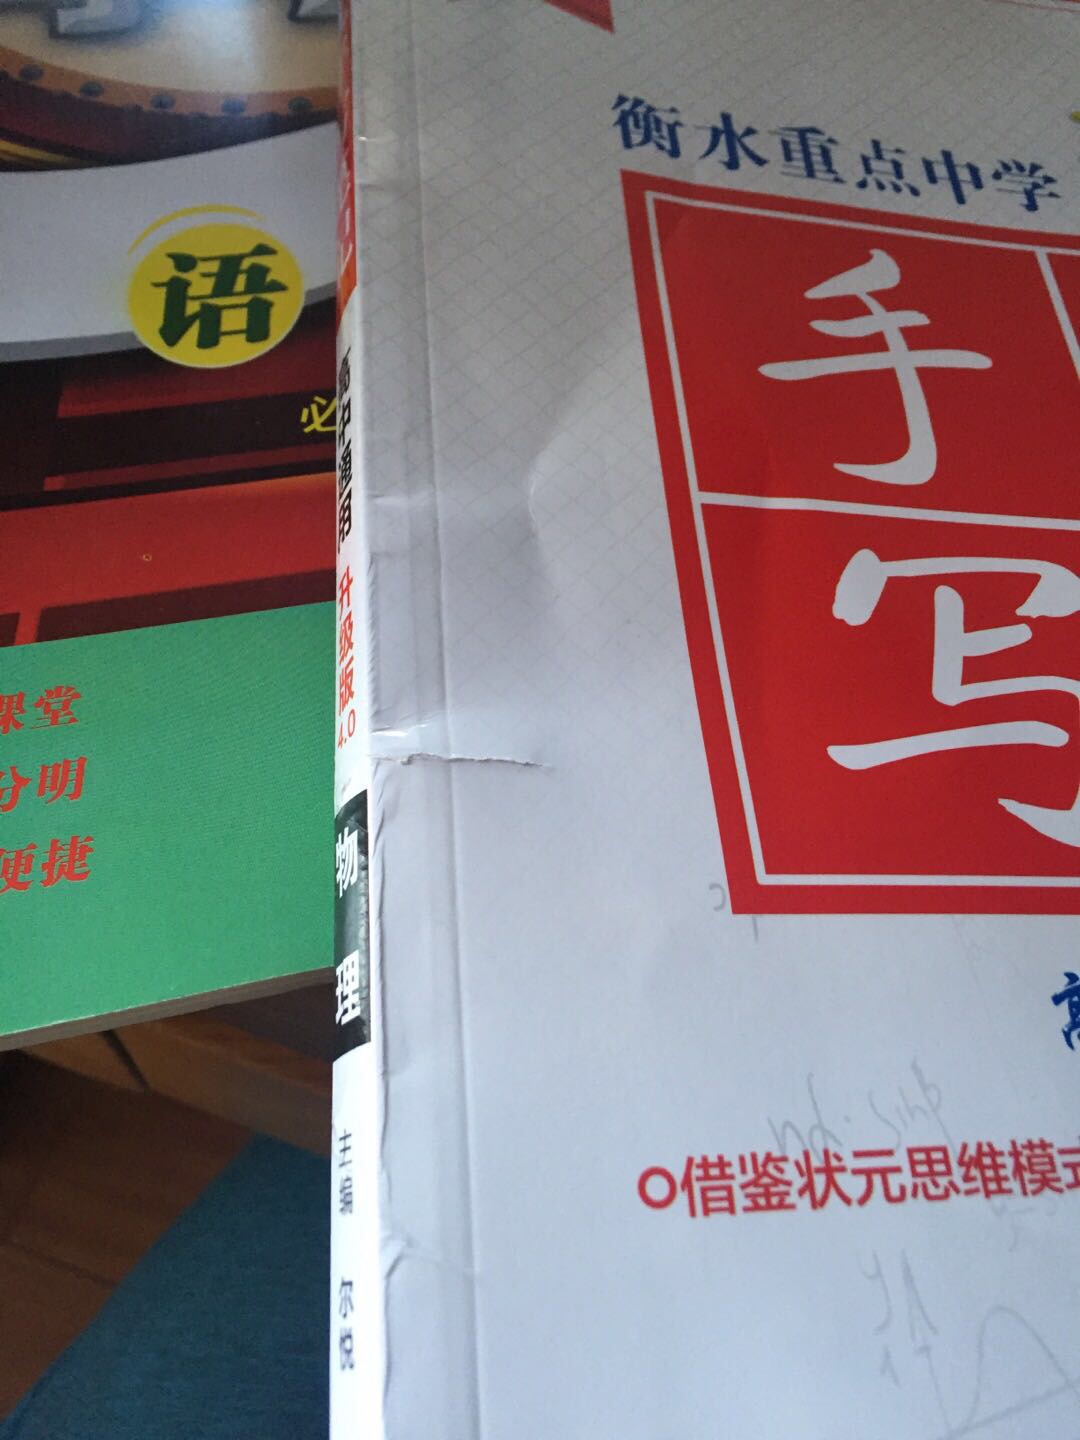 语
必
课堂
分明
便捷
高中通用 升级版4.0
物理
主编 尔悦
衡水重点中学
手
写
借鉴状元思维模式